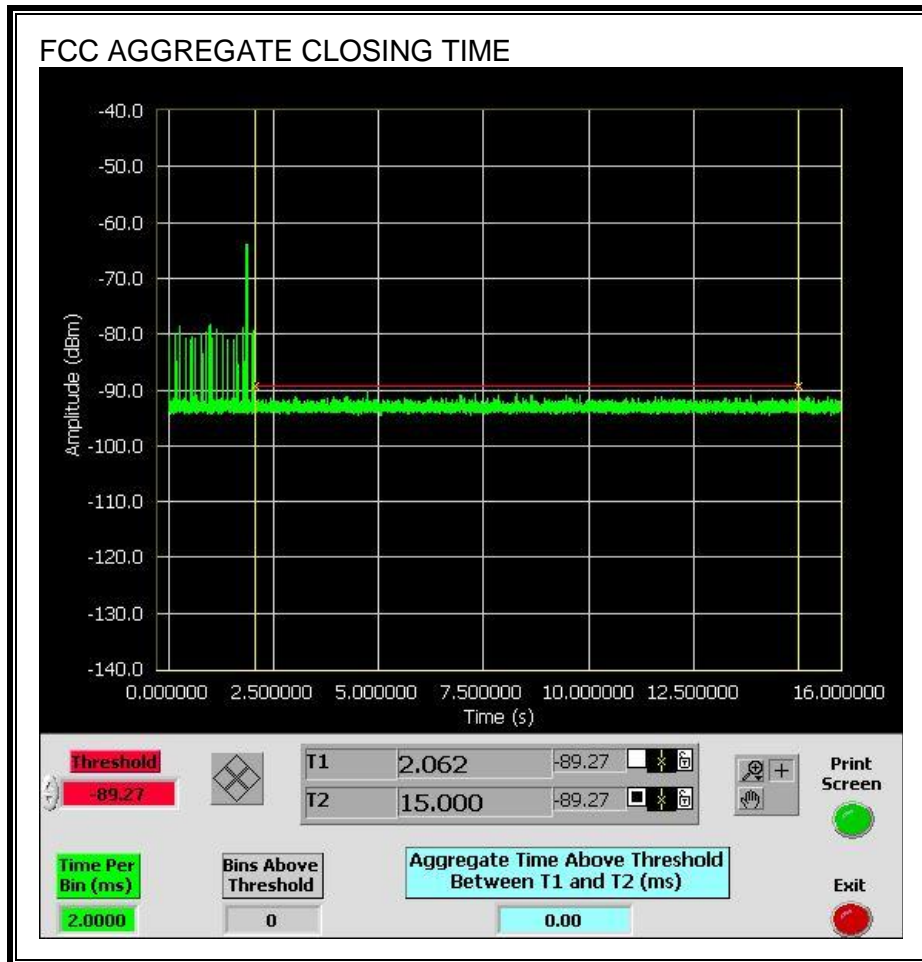 FCC AGGREGATE CLOSING TIME
-40.0
-50.0
-60.0
-70.0
-80.0
-90.0
-100.0
-110.0
-120.0
-130.0
-140.0
Amplitude (dBm)
0.000000 2.500000 5.000000 7.500000 10.000000 12.500000 16.000000
Time (s)
Threshold
-89.27
T1 2.062 -89.27
T2 15.000 -89.27
Print
Screen
Time Per
Bin (ms)
2.0000
Bins Above
Threshold
0
Aggregate Time Above Threshold
Between T1 and T2 (ms)
0.00
Exit